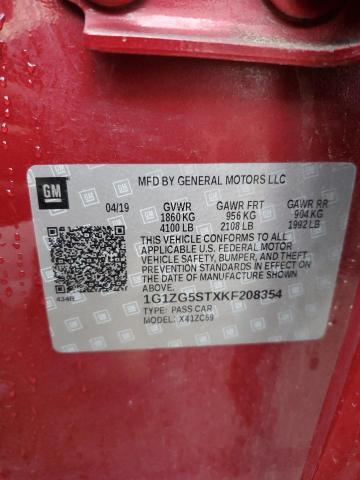 GM
MFD BY GENERAL MOTORS LLC
04/19 GVWR GAWR FRT GAWR RR
1860 KG 956 KG 904 KG
4100 LB 2108 LB 1992 LB
THIS VEHICLE CONFORMS TO ALL
APPLICABLE U.S. FEDERAL MOTOR
VEHICLE SAFETY, BUMPER, AND THEFT
PREVENTION STANDARDS IN EFFECT ON
THE DATE OF MANUFACTURE SHOWN
ABOVE.
434B 1G1ZG5STXKF208354
TYPE: PASS CAR
MODEL: X41ZC69